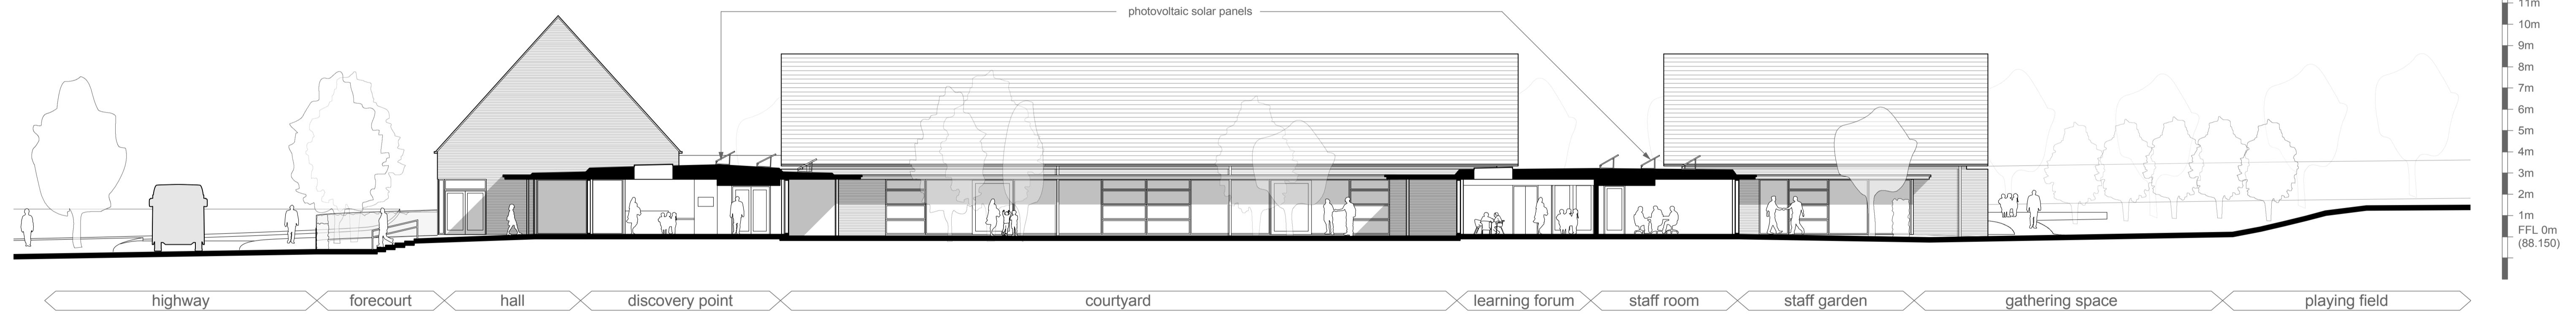 photovoltaic solar panels
11m
10m
9m
8m
7m
6m
5m
4m
3m
2m
1m
FFL 0m
(88.150)
highway
forecourt
hall
discovery point
courtyard
learning forum
staff room
staff garden
gathering space
playing field